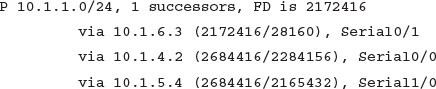 P 10.1.1.0/24, 1 successors, FD is 2172416
via 10.1.6.3 (2172416/28160), Serial0/1
via 10.1.4.2 (2684416/2284156), Serial0/0
via 10.1.5.4 (2684416/2165432), Serial1/0